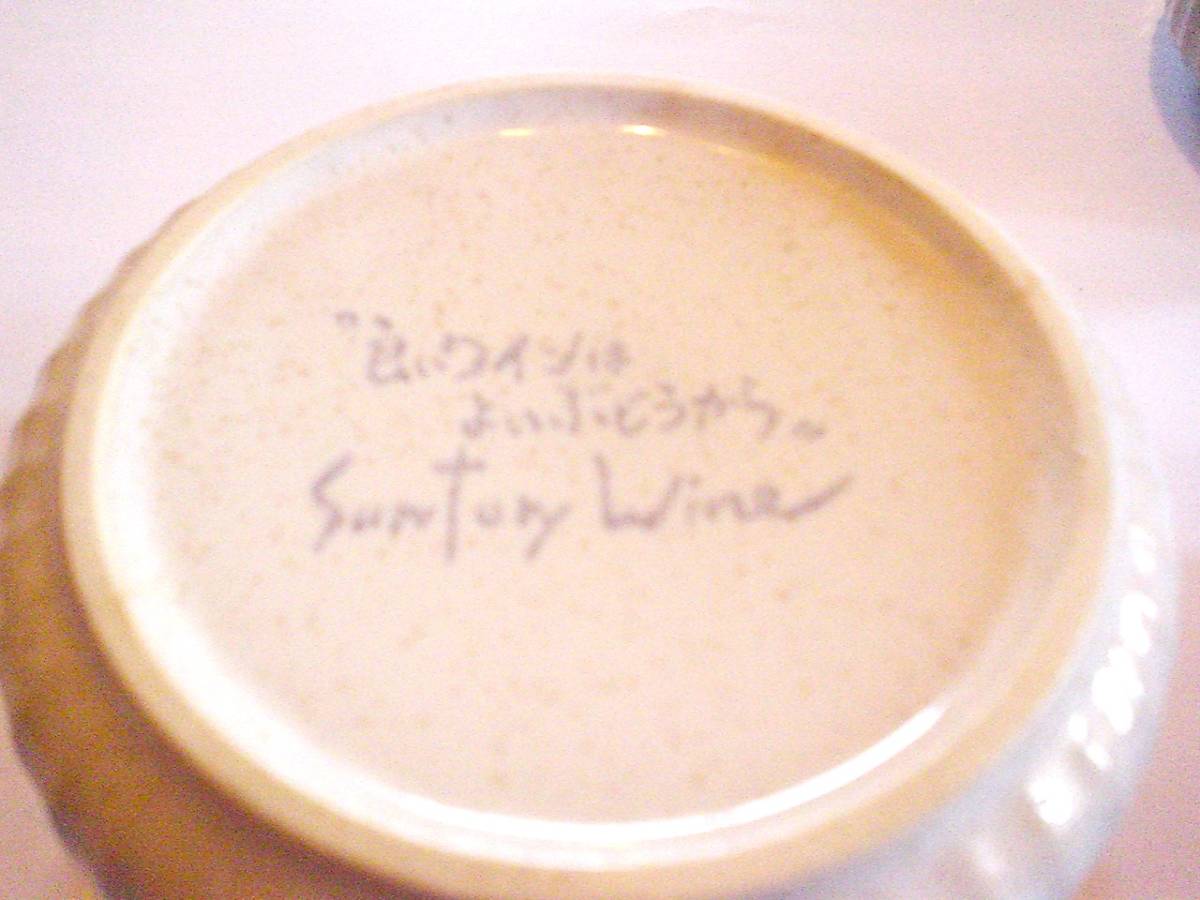 "良いワインは
よいぶどうから"
Suntory Wine